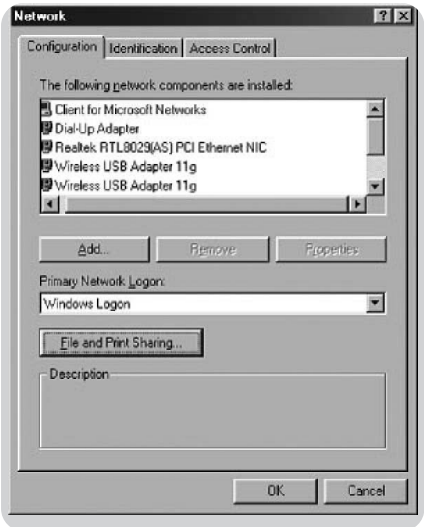 Network
Configuration Identification Access Control
The following network components are installed:
Client for Microsoft Networks
Dial-Up Adapter
Realtek RTL8029(AS) PCI Ethernet NIC
Wireless USB Adapter 11g
Wireless USB Adapter 11g
Add... Remove Properties
Primary Network Logon:
Windows Logon
File and Print Sharing...
Description
OK Cancel